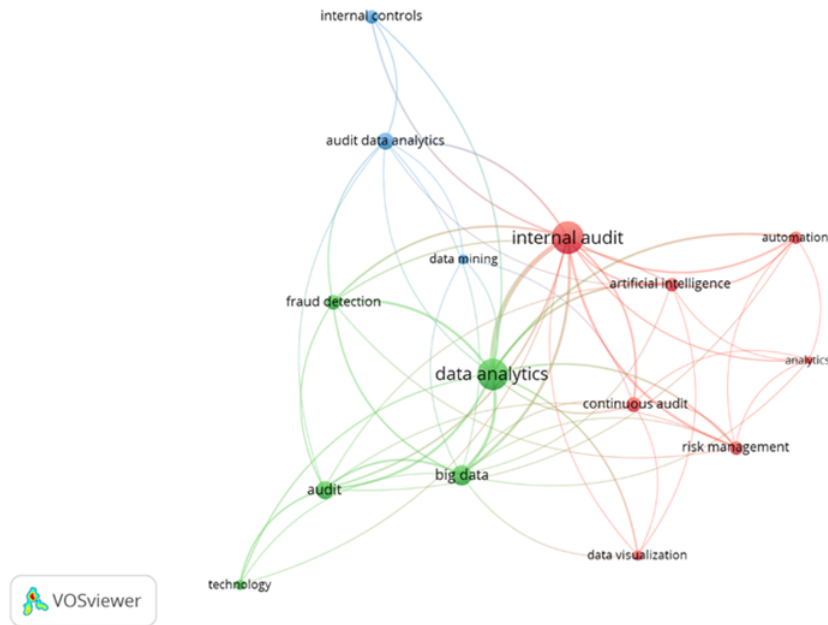 internal controls
audit data analytics
internal audit
automation
data mining
artificial intelligence
fraud detection
analytics
data analytics
continuous audit
risk management
big data
audit
data visualization
technology
VOSviewer